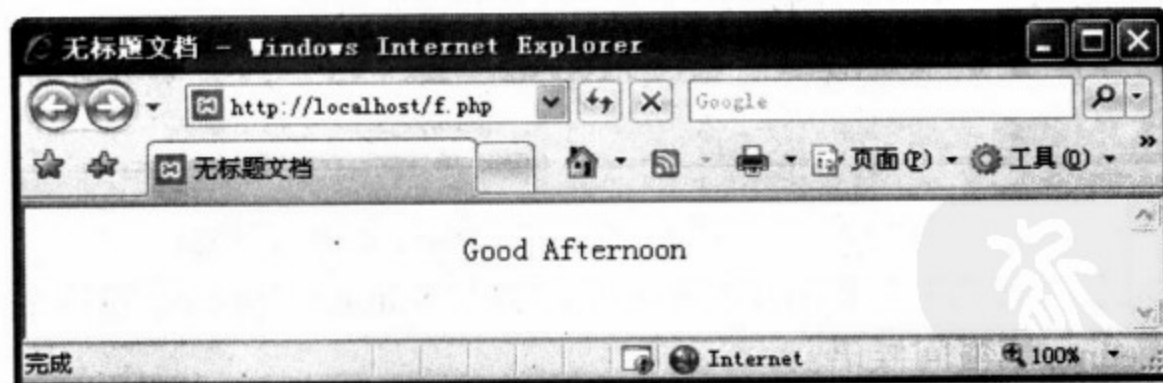 无标题文档 - Windows Internet Explorer
http://localhost/f.php
Google
无标题文档
页面(P)
工具(O)
»
Good Afternoon
完成
Internet
100%